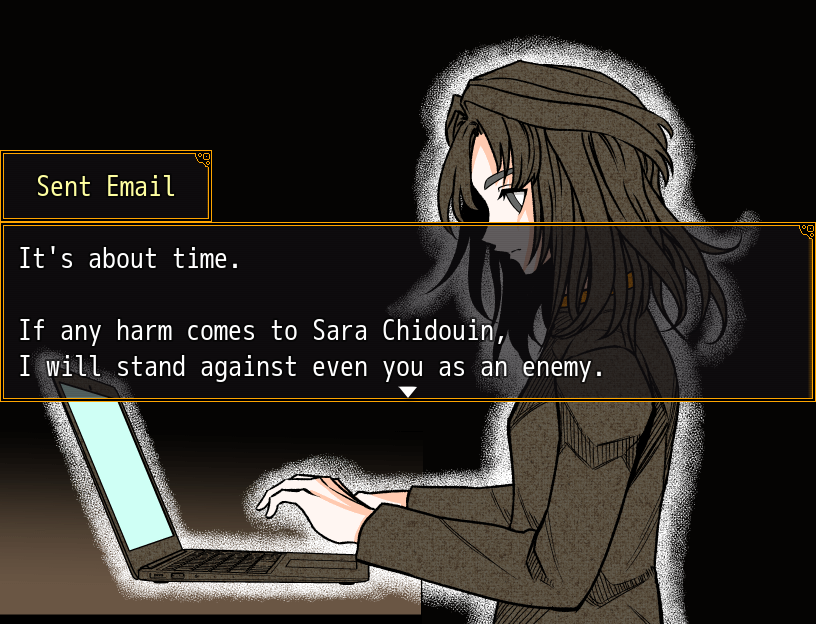 Sent Email
It's about time.
If any harm comes to Sara Chidouin,
I will stand against even you as an enemy.